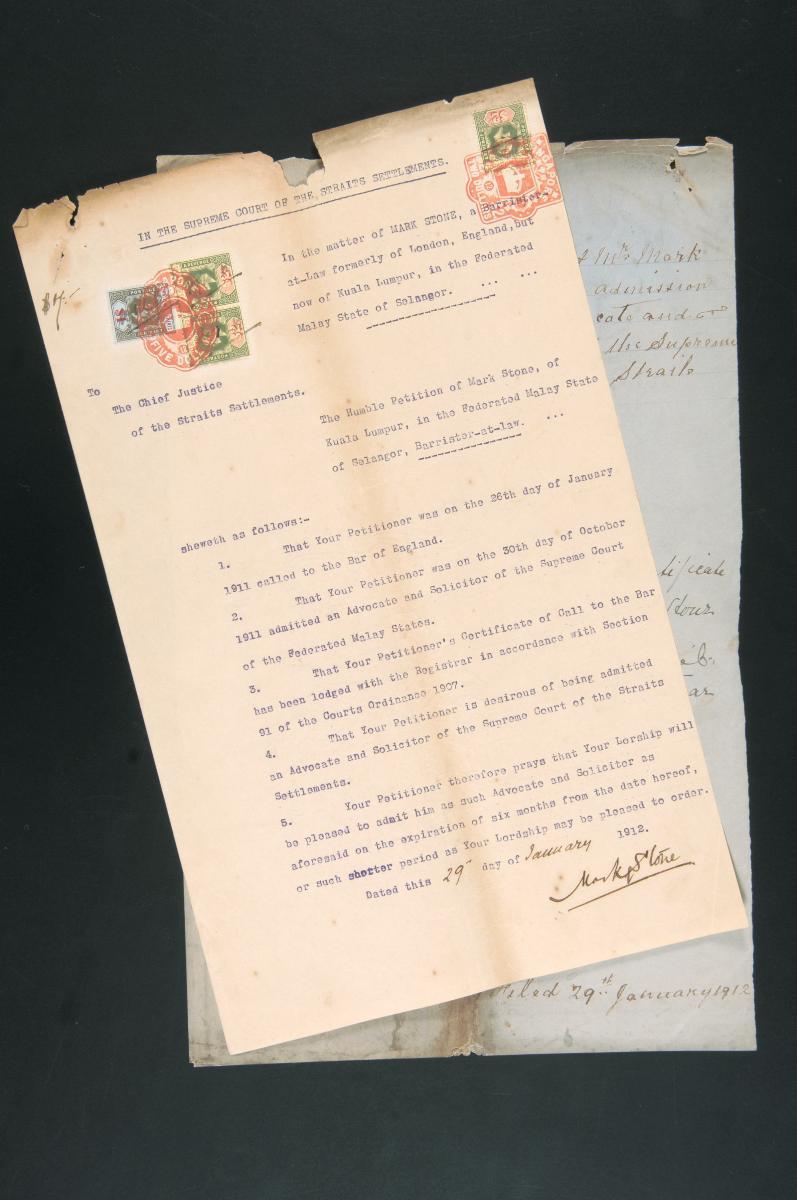 IN THE SUPREME COURT OF THE STRAITS SETTLEMENTS.
In the matter of MARK STONE, a Barrister-
at-Law formerly of London, England, but
now of Kuala Lumpur, in the Federated
Malay State of Selangor. ... ...
To
The Chief Justice
of the Straits Settlements.
The Humble Petition of Mark Stone, of
Kuala Lumpur, in the Federated Malay State
of Selangor, Barrister-at-law. ...
sheweth as follows:-
1. That Your Petitioner was on the 26th day of January
1911 called to the Bar of England.
2. That Your Petitioner was on the 30th day of October
1911 admitted an Advocate and Solicitor of the Supreme Court
of the Federated Malay States.
3. That Your Petitioner's Certificate of Call to the Bar
has been lodged with the Registrar in accordance with Section
91 of the Courts Ordinance 1907.
4. That Your Petitioner is desirous of being admitted
an Advocate and Solicitor of the Supreme Court of the Straits
Settlements.
5. Your Petitioner therefore prays that Your Lorship will
be pleased to admit him as such Advocate and Solicitor as
aforesaid on the expiration of six months from the date hereof,
or such shotter period as Your Lordship may be pleased to order.
Dated this 29th day of January 1912.
Mark Stone
Mr. Mark
admission
the Supreme
Filed 29th January 1912